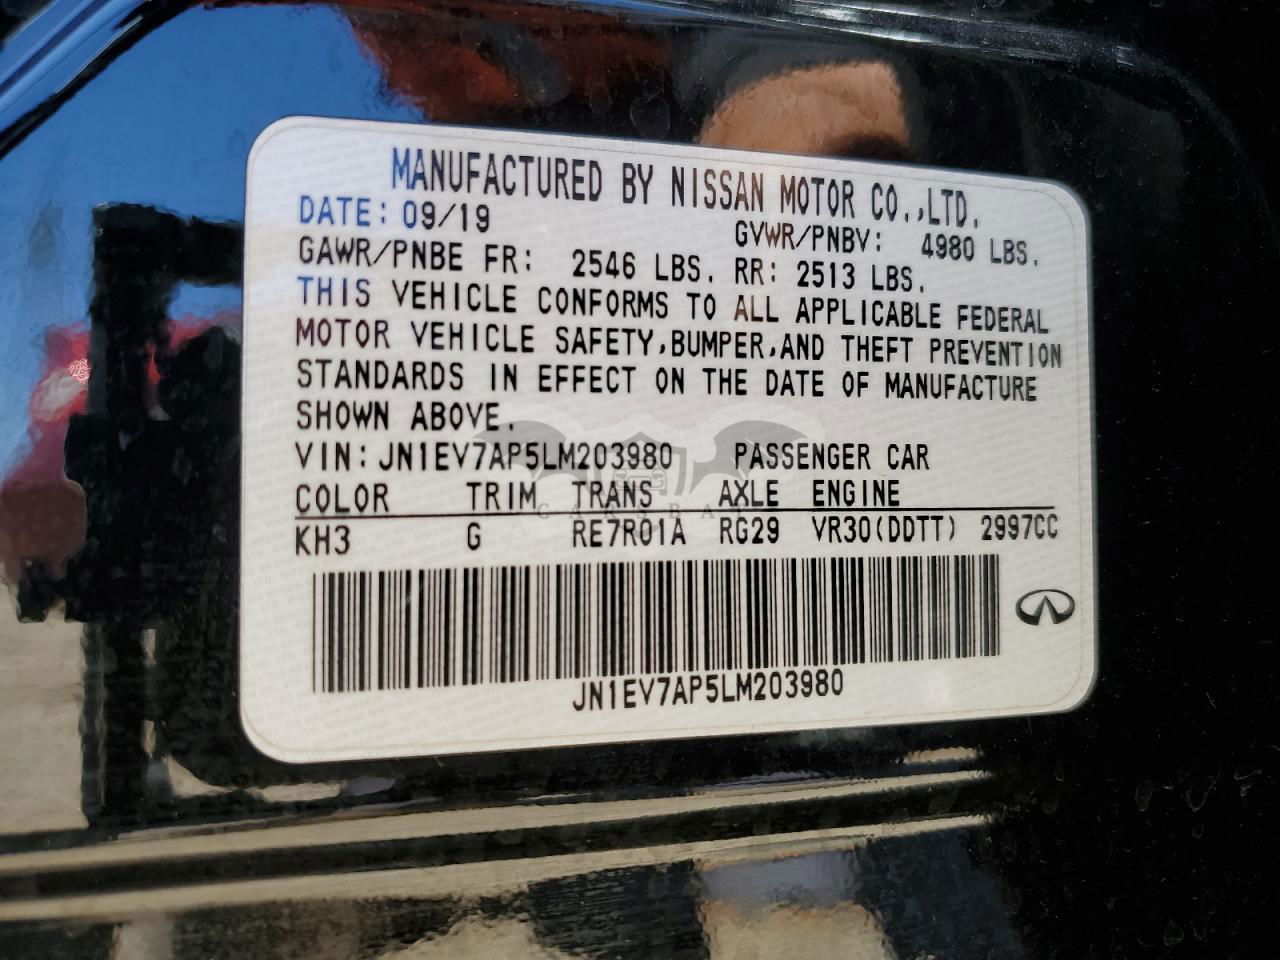 MANUFACTURED BY NISSAN MOTOR CO.,LTD.
DATE: 09/19 GVWR/PNBV: 4980 LBS.
GAWR/PNBE FR: 2546 LBS. RR: 2513 LBS.
THIS VEHICLE CONFORMS TO ALL APPLICABLE FEDERAL
MOTOR VEHICLE SAFETY,BUMPER,AND THEFT PREVENTION
STANDARDS IN EFFECT ON THE DATE OF MANUFACTURE
SHOWN ABOVE.
VIN: JN1EV7AP5LM203980 PASSENGER CAR
COLOR TRIM TRANS AXLE ENGINE
KH3 G RE7R01A RG29 VR30(DDTT) 2997CC
JN1EV7AP5LM203980